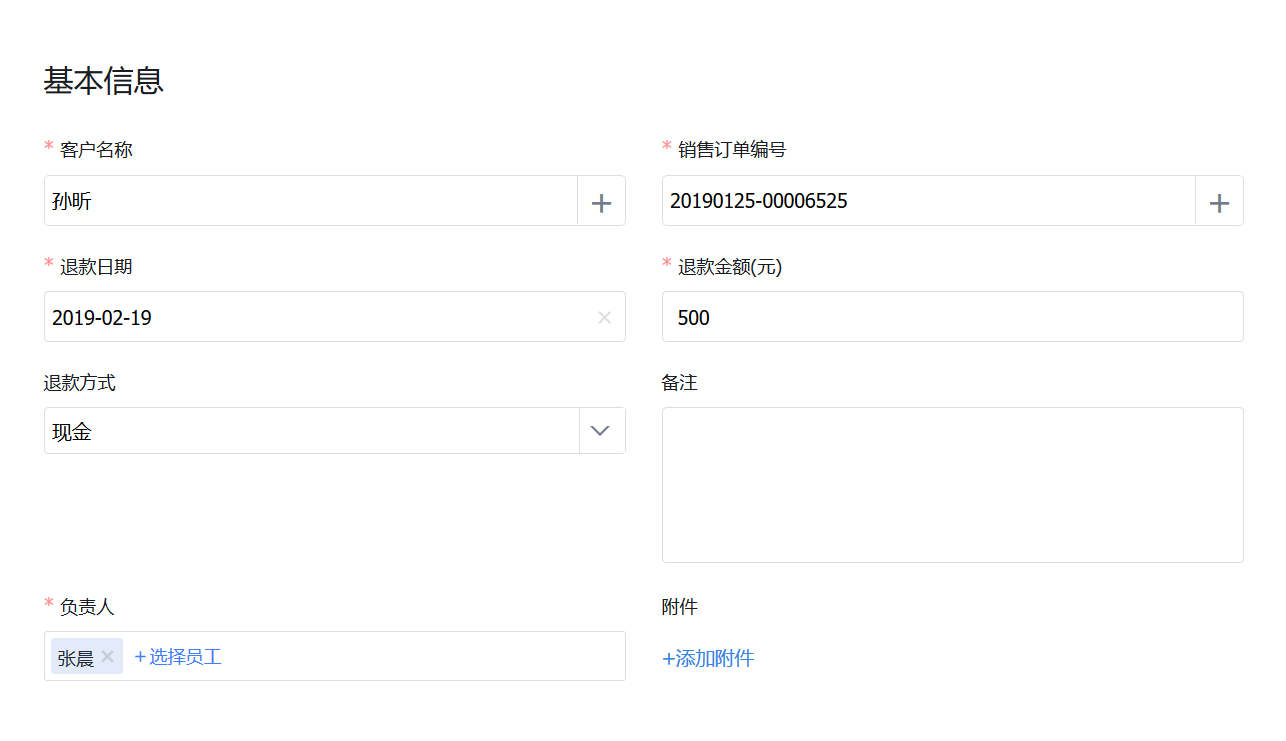 基本信息
* 客户名称
* 销售订单编号
孙昕
20190125-00006525
* 退款日期
* 退款金额(元)
2019-02-19
500
退款方式
备注
现金
* 负责人
附件
张晨 +选择员工
+添加附件